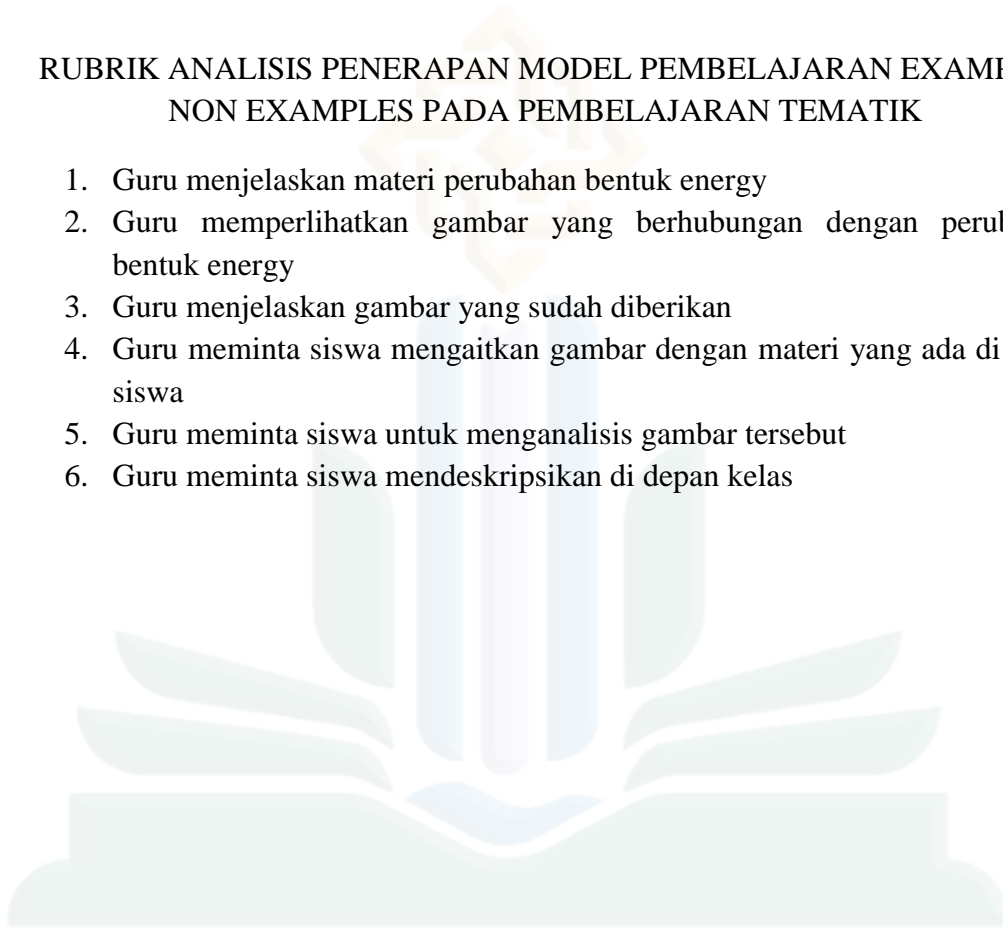 RUBRIK ANALISIS PENERAPAN MODEL PEMBELAJARAN
NON EXAMPLES PADA PEMBELAJARAN TEMATIK
1. Guru menjelaskan materi perubahan bentuk energy
2. Guru memperlihatkan gambar yang berhubungan dengan
bentuk energy
3. Guru menjelaskan gambar yang sudah diberikan
4. Guru meminta siswa mengaitkan gambar dengan materi yang ada di
siswa
5. Guru meminta siswa untuk menganalisis gambar tersebut
6. Guru meminta siswa mendeskripsikan di depan kelas